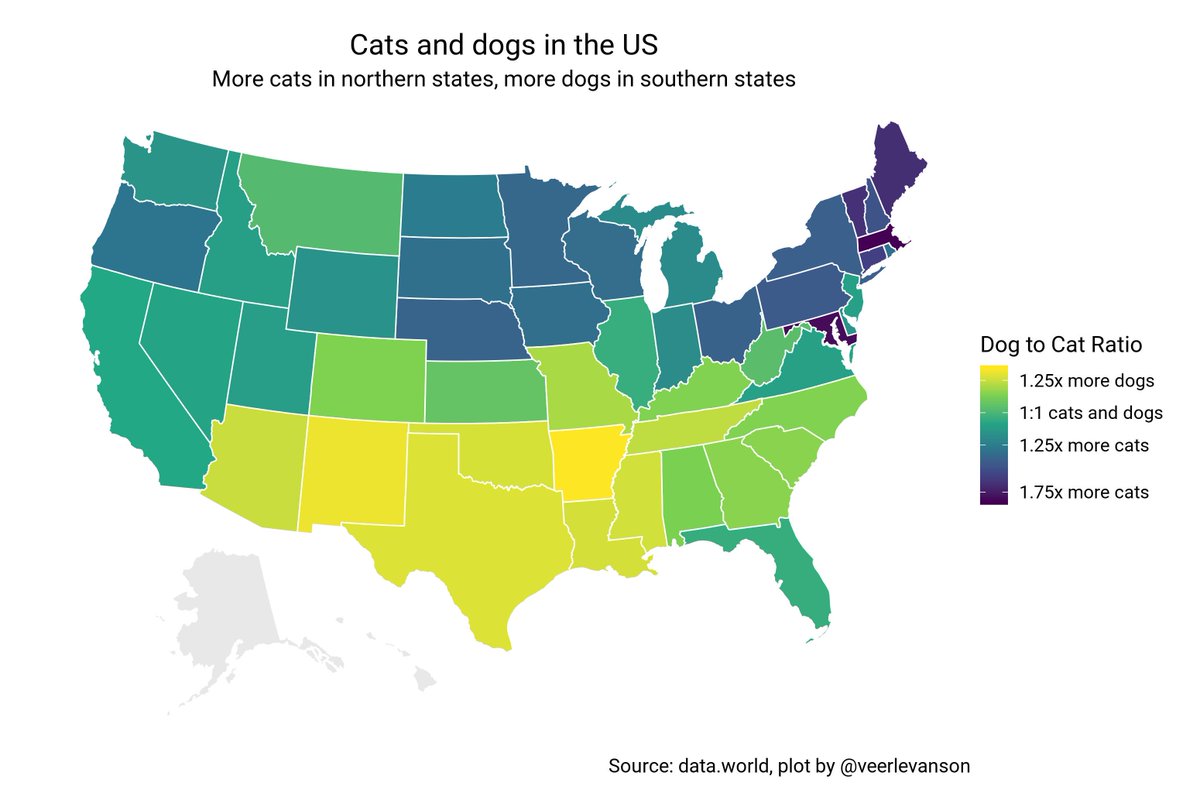 Cats and dogs in the US
More cats in northern states, more dogs in southern states
Dog to Cat Ratio
1.25x more dogs
1:1 cats and dogs
1.25x more cats
1.75x more cats
Source: data.world, plot by @veerlevanson